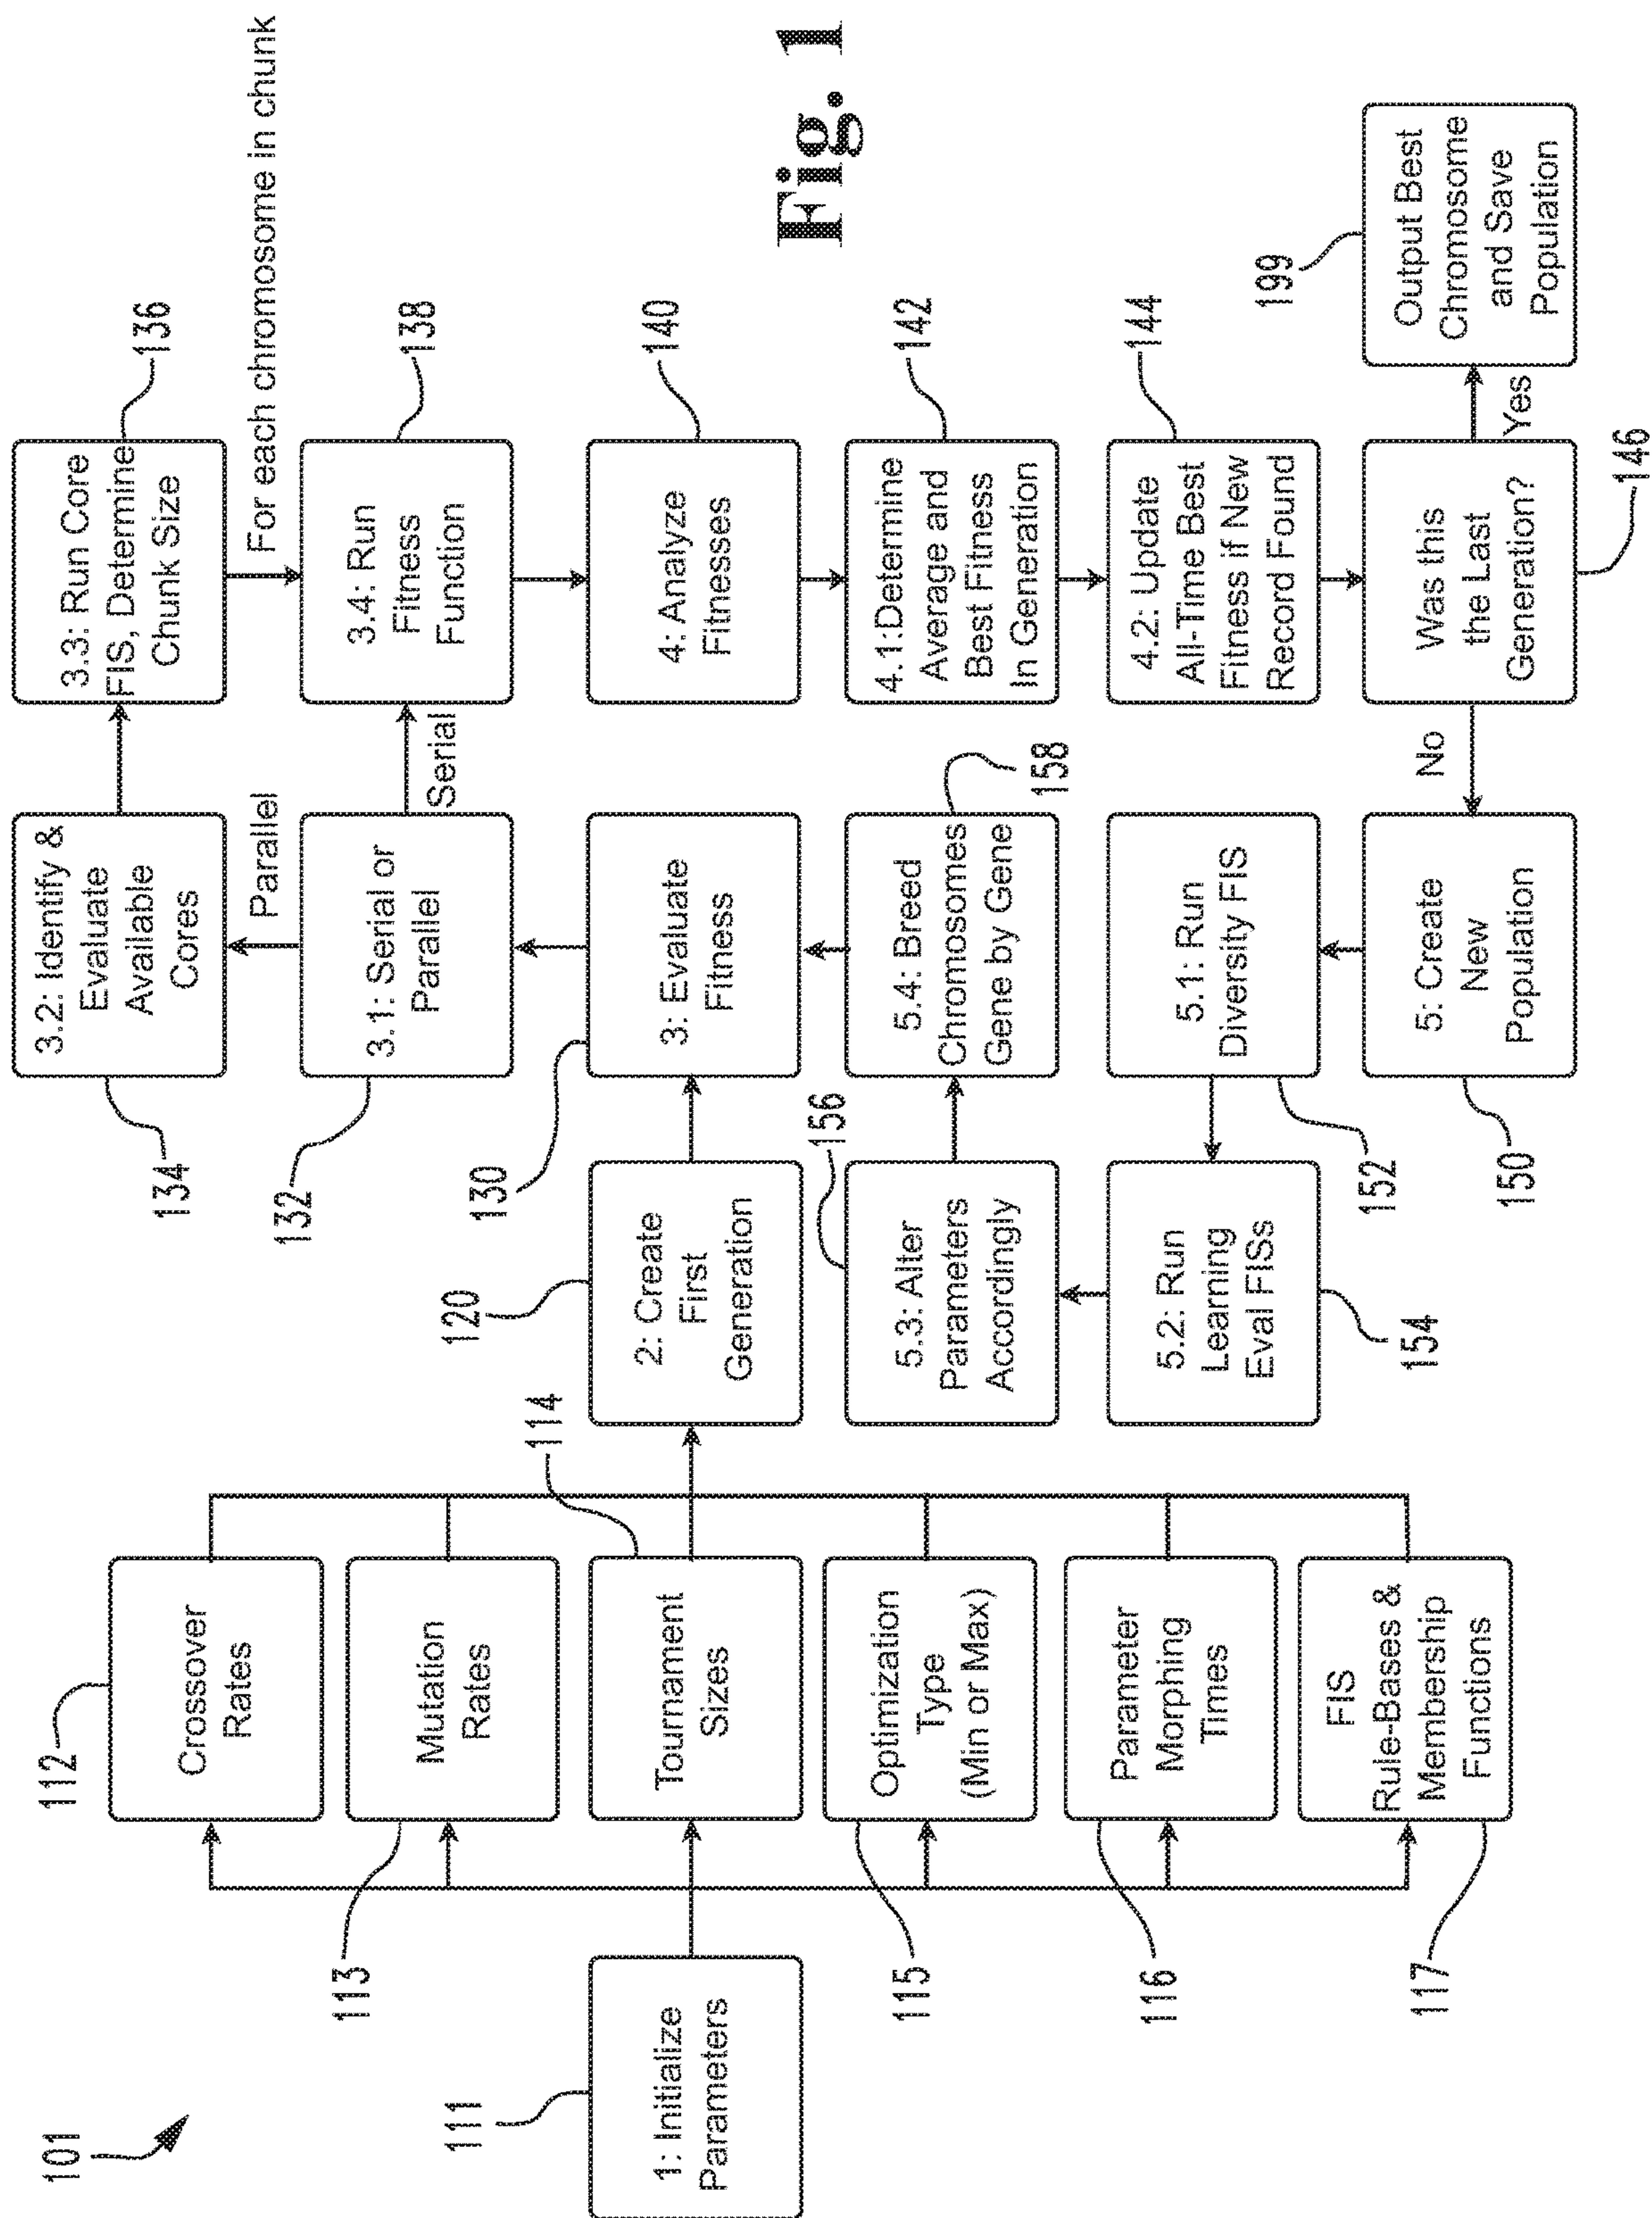 101
111
1: Initialize
Parameters
112
Crossover
Rates
113
Mutation
Rates
114
Tournament
Sizes
115
Optimization
Type
(Min or Max)
116
Parameter
Morphing
Times
117
FIS
Rule-Bases &
Membership
Functions
120
2: Create
First
Generation
130
3: Evaluate
Fitness
132
3.1: Serial or
Parallel
Parallel
Serial
134
3.2: Identify &
Evaluate
Available
Cores
136
3.3: Run Core
FIS, Determine
Chunk Size
For each chromosome in chunk
138
3.4: Run
Fitness
Function
140
4: Analyze
Fitnesses
142
4.1:Determine
Average and
Best Fitness
In Generation
144
4.2: Update
All-Time Best
Fitness if New
Record Found
146
Was this
the Last
Generation?
Yes
No
199
Output Best
Chromosome
and Save
Population
150
5: Create
New
Population
152
5.1: Run
Diversity FIS
154
5.2: Run
Learning
Eval FISs
156
5.3: Alter
Parameters
Accordingly
158
5.4: Breed
Chromosomes
Gene by Gene
Fig. 1